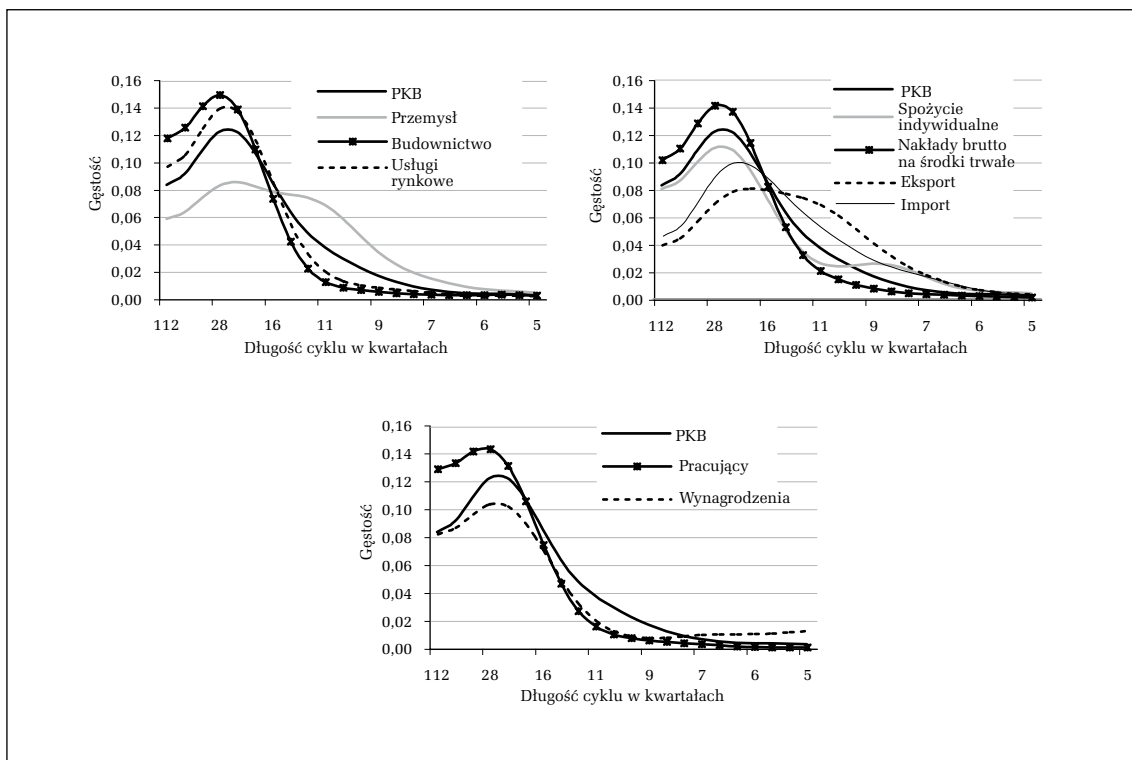 0,16
0,14
0,12
0,10
0,08
0,06
0,04
0,02
0,00
Gęstość
PKB
Przemysł
Budownictwo
Usługi
rynkowe
112 28 16 11 9 7 6 5
Długość cyklu w kwartałach
0,16
0,14
0,12
0,10
0,08
0,06
0,04
0,02
0,00
Gęstość
PKB
Spożycie
indywidualne
Nakłady brutto
na środki trwałe
Eksport
Import
112 28 16 11 9 7 6 5
Długość cyklu w kwartałach
0,16
0,14
0,12
0,10
0,08
0,06
0,04
0,02
0,00
Gęstość
PKB
Pracujący
Wynagrodzenia
112 28 16 11 9 7 6 5
Długość cyklu w kwartałach